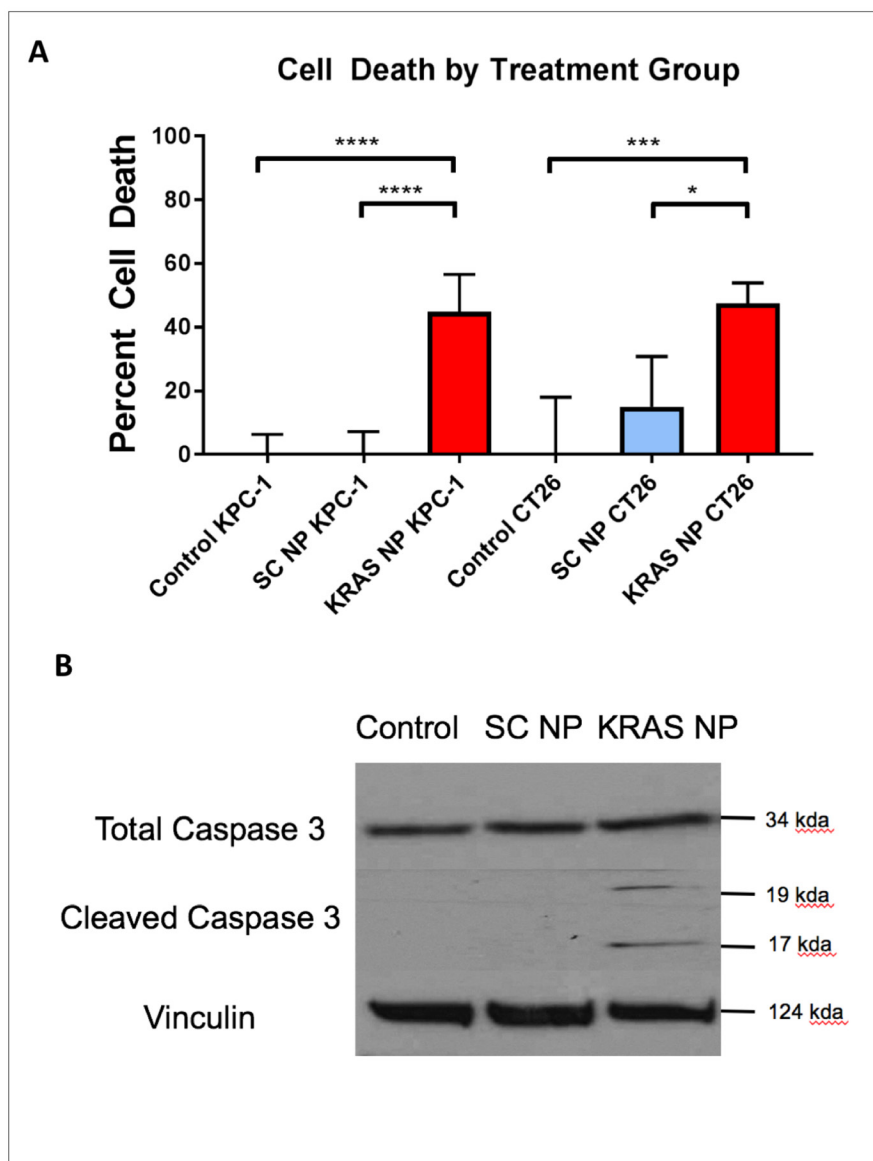 A
Cell Death by Treatment Group
Percent Cell Death
100
80
60
40
20
0
****
****
***
*
Control KPC-1
SC NP KPC-1
KRAS NP KPC-1
Control CT26
SC NP CT26
KRAS NP CT26
B
Control SC NP KRAS NP
Total Caspase 3
34 kda
Cleaved Caspase 3
19 kda
17 kda
Vinculin
124 kda